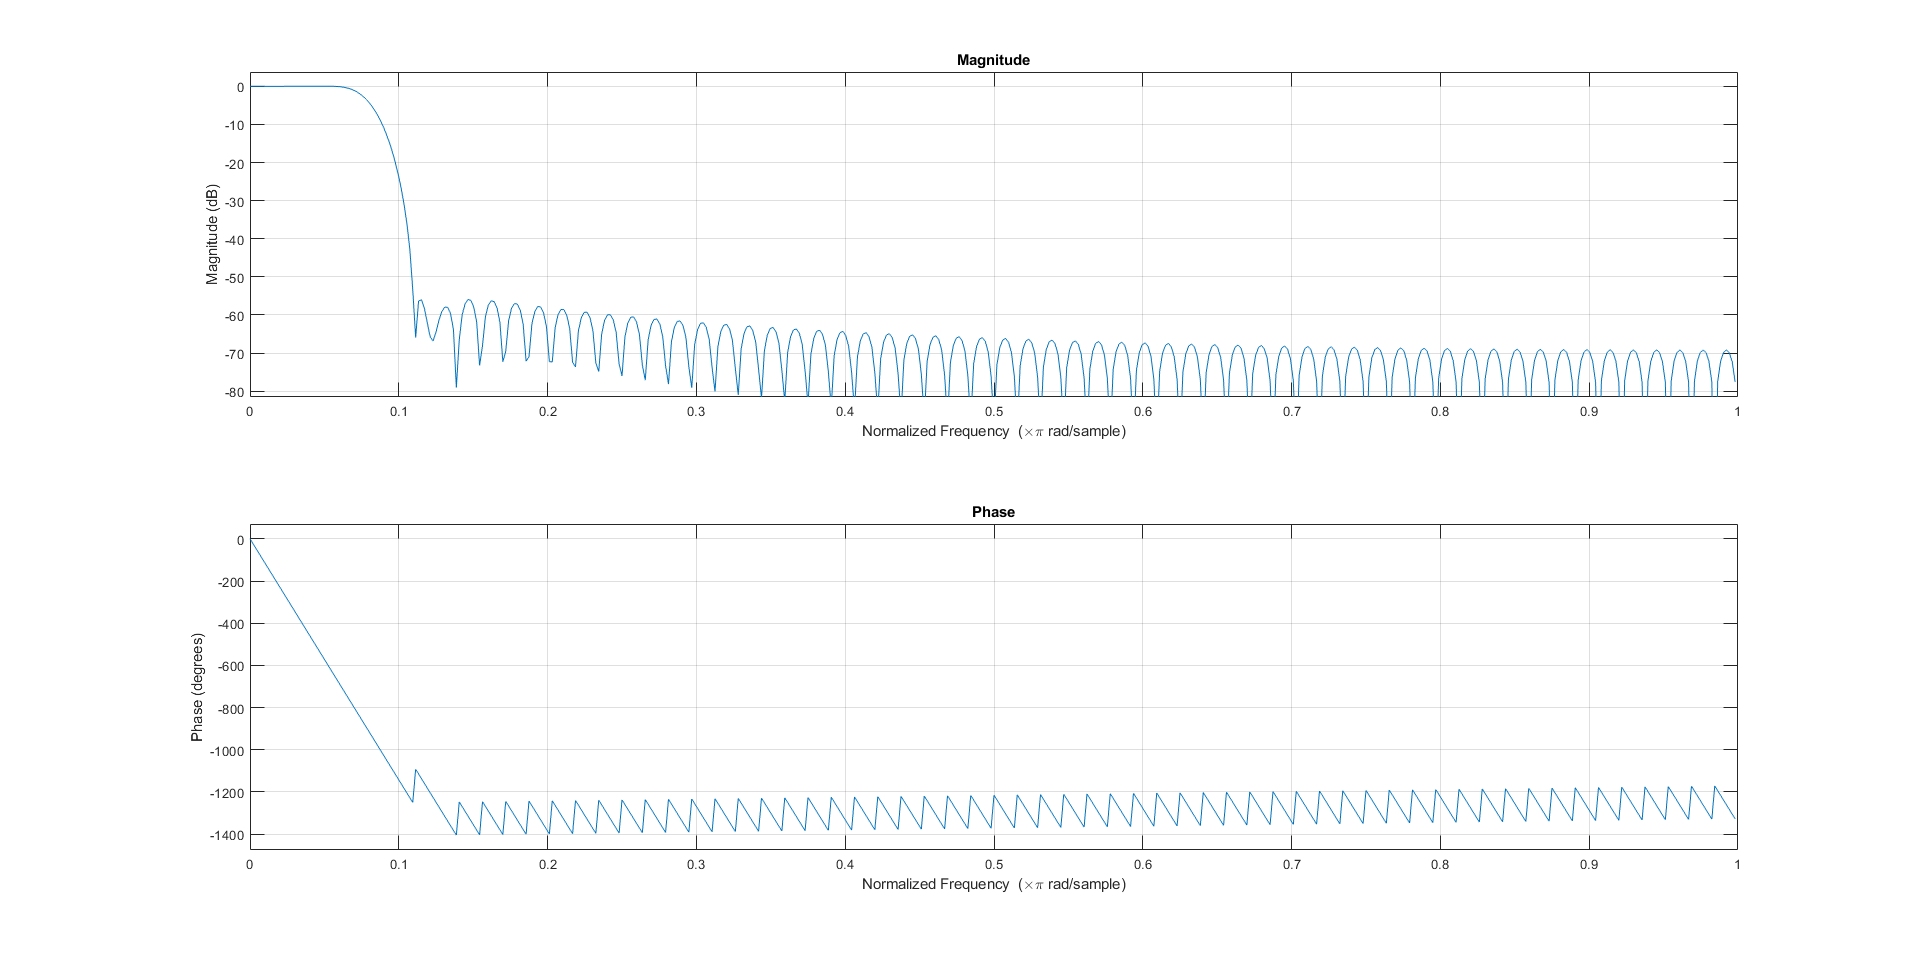 Magnitude
0
-10
-20
-30
-40
-50
-60
-70
-80
Magnitude (dB)
0 0.1 0.2 0.3 0.4 0.5 0.6 0.7 0.8 0.9 1
Normalized Frequency (×π rad/sample)
Phase
0
-200
-400
-600
-800
-1000
-1200
-1400
Phase (degrees)
0 0.1 0.2 0.3 0.4 0.5 0.6 0.7 0.8 0.9 1
Normalized Frequency (×π rad/sample)